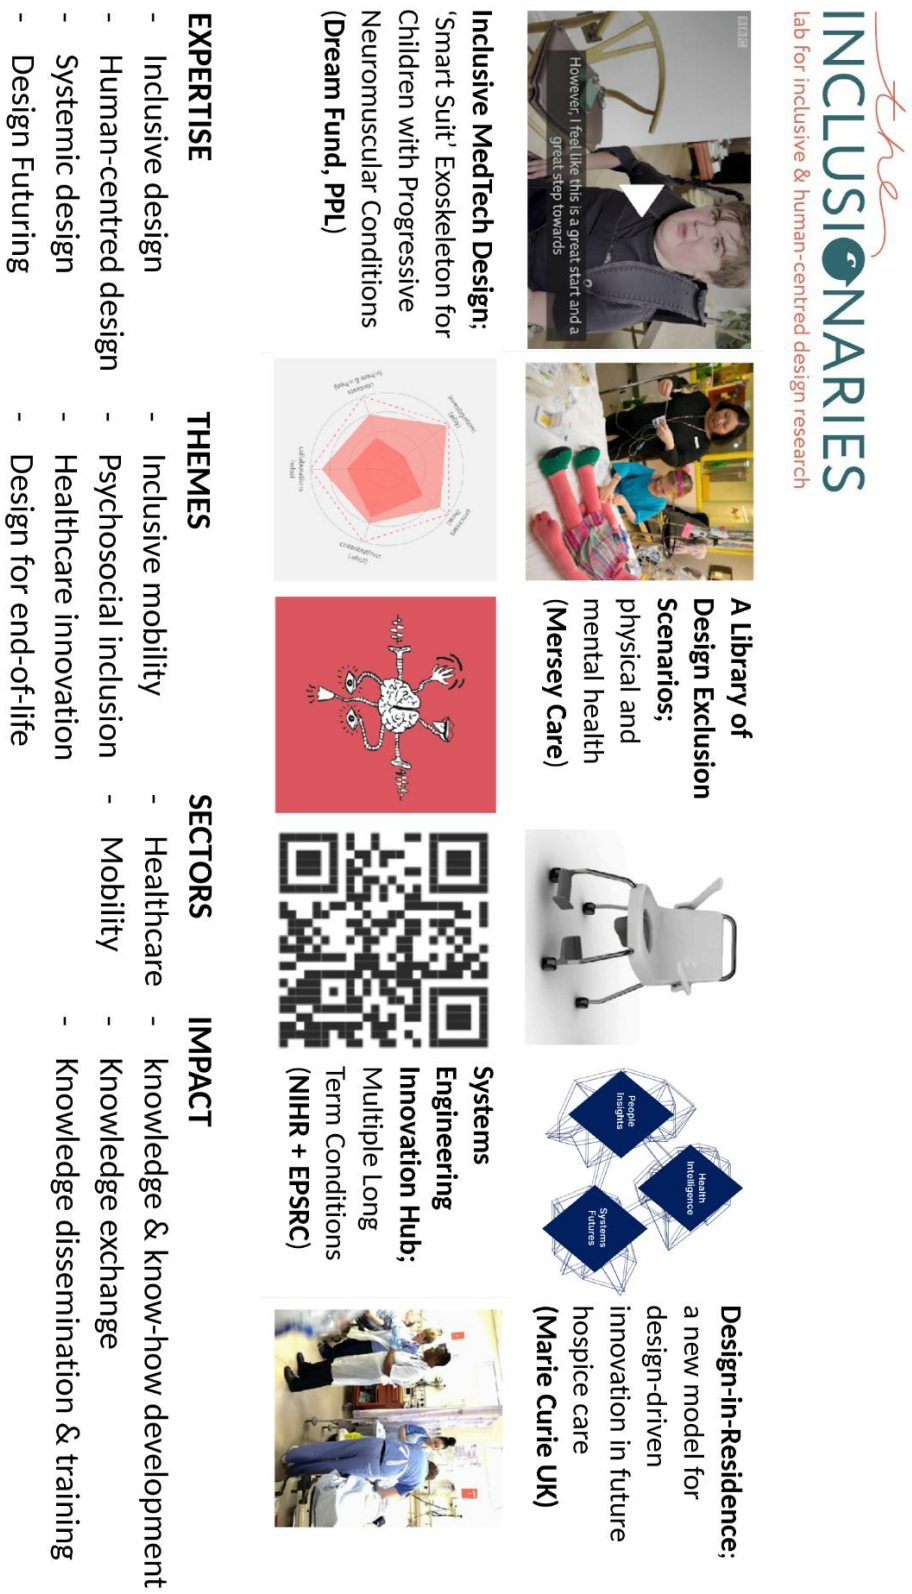 the
INCLUSIONARIES
Lab for inclusive & human-centred design research
BBC
However, I feel like this is a great start and a
great step towards
Inclusive MedTech Design;
‘Smart Suit’ Exoskeleton for
Children with Progressive
Neuromuscular Conditions
(Dream Fund, PPL)
A Library of
Design Exclusion
Scenarios;
physical and
mental health
(Mersey Care)
People
Insights
Health
Intelligence
Systems
Futures
Design-in-Residence;
a new model for
design-driven
innovation in future
hospice care
(Marie Curie UK)
Systems
Engineering
Innovation Hub;
Multiple Long
Term Conditions
(NIHR + EPSRC)
EXPERTISE
- Inclusive design
- Human-centred design
- Systemic design
- Design Futuring
THEMES
- Inclusive mobility
- Psychosocial inclusion
- Healthcare innovation
- Design for end-of-life
SECTORS
- Healthcare
- Mobility
IMPACT
- knowledge & know-how development
- Knowledge exchange
- Knowledge dissemination & training